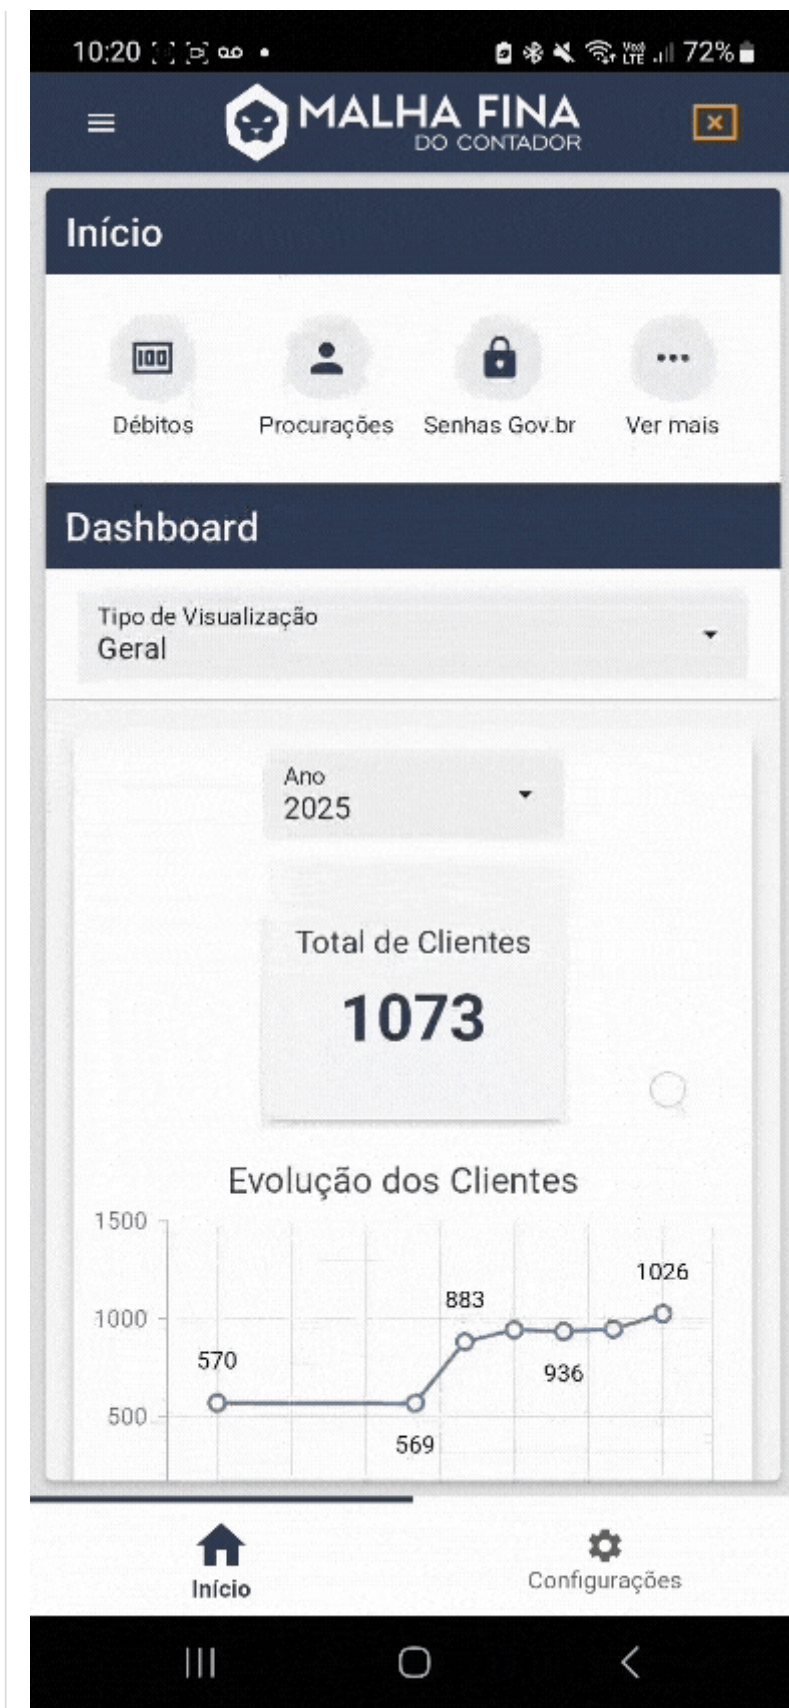 10:20 72%
MALHA FINA
DO CONTADOR
Início
Débitos Procurações Senhas Gov.br Ver mais
Dashboard
Tipo de Visualização
Geral
Ano
2025
Total de Clientes
1073
Evolução dos Clientes
1500
1026
883
1000
570
936
500
569
Início Configurações